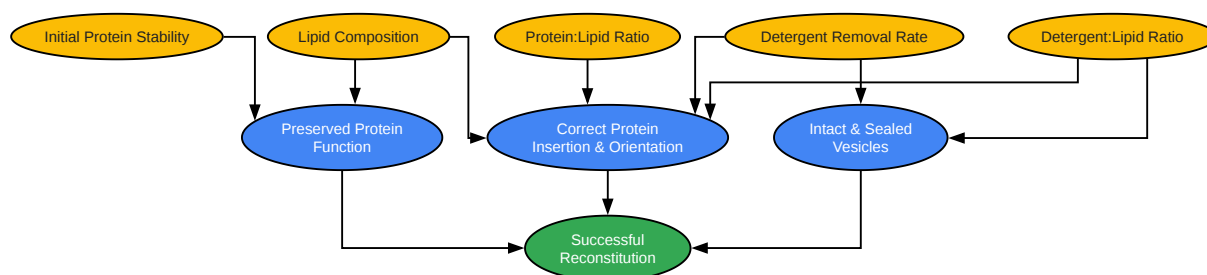 Initial Protein Stability
Lipid Composition
Protein:Lipid Ratio
Detergent Removal Rate
Detergent:Lipid Ratio
Preserved Protein
Function
Correct Protein
Insertion & Orientation
Intact & Sealed
Vesicles
Successful
Reconstitution